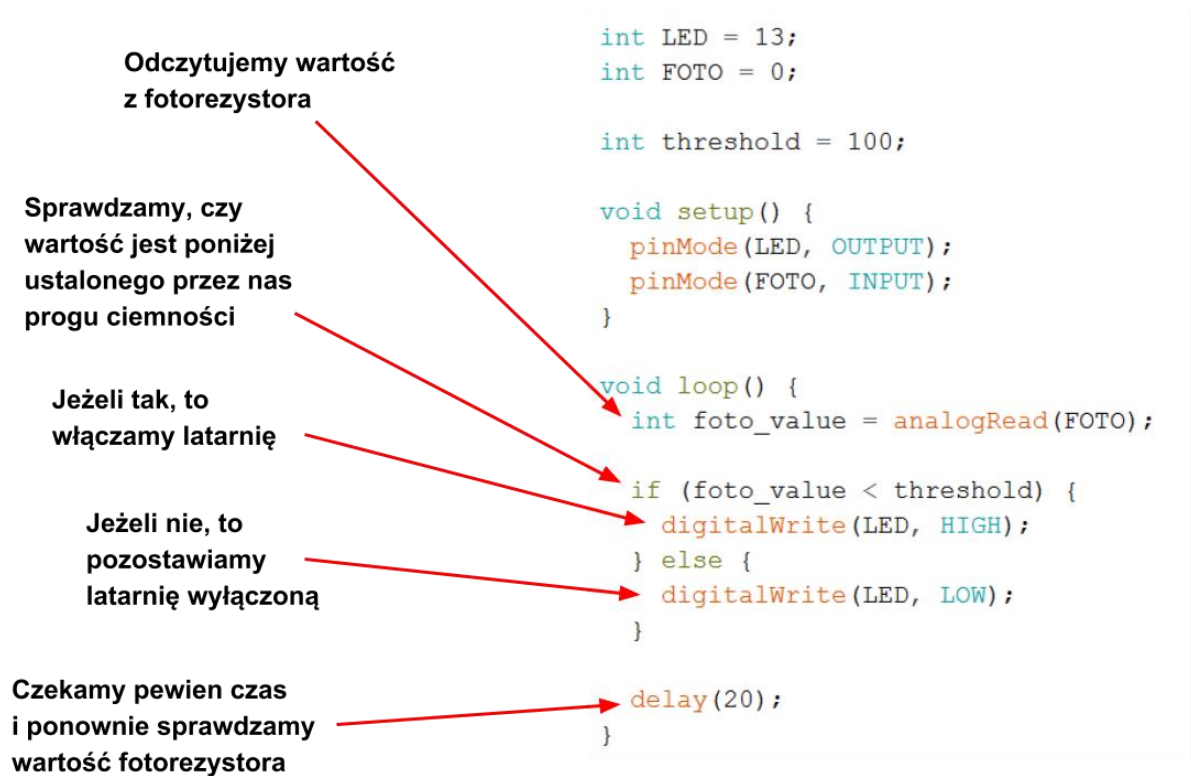 Odczytujemy wartość
z fotorezystora
Sprawdzamy, czy
wartość jest poniżej
ustalonego przez nas
progu ciemności
Jeżeli tak, to
włączamy latarnię
Jeżeli nie, to
pozostawiamy
latarnię wyłączoną
Czekamy pewien czas
i ponownie sprawdzamy
wartość fotorezystora
int LED = 13;
int FOTO = 0;
int threshold = 100;
void setup() {
pinMode(LED, OUTPUT);
pinMode(FOTO, INPUT);
}
void loop() {
int foto_value = analogRead(FOTO);
if (foto_value < threshold) {
digitalWrite(LED, HIGH);
} else {
digitalWrite(LED, LOW);
}
delay(20);
}